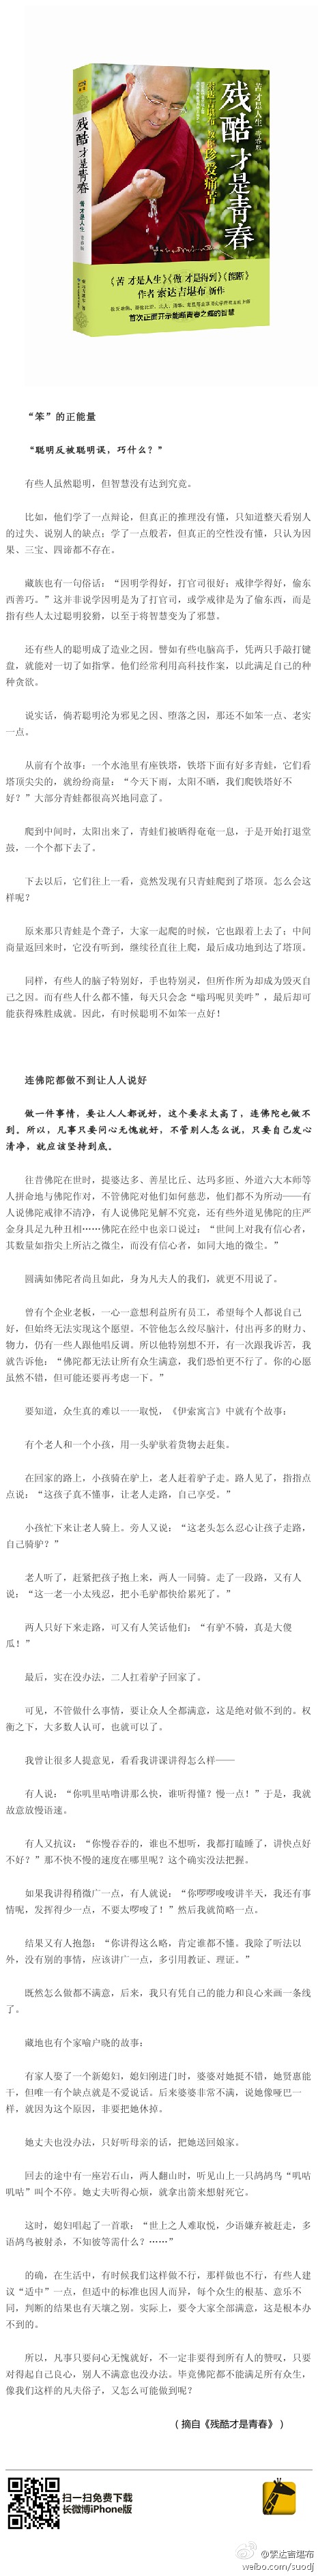 残酷才是青春
苦 才是人生
索达吉堪布 教你
珍爱痛苦
残酷
才是青春
苦 才是人生
《苦 才是人生》《做 才是得到》《能断》
作者 索达吉堪布 新作
首次正面开示能断青春之痛的智慧
“笨”的正能量
“聪明反被聪明误，巧什么？”
有些人虽然聪明，但智慧没有达到究竟。
比如，他们学了一点辩论，但真正的推理没有懂，只知道整天看别人
的过失、说别人的缺点；学了一点般若，但真正的空性没有懂，只认为因
果、三宝、四谛都不存在。
藏族也有一句俗话：“因明学得好，打官司很好；戒律学得好，偷东
西善巧。”这并非说学因明是为了打官司，或学戒律是为了偷东西，而是
指有些人太过聪明狡猾，以至于将智慧变为了邪慧。
还有些人的聪明成了造业之因。譬如有些电脑高手，凭两只手敲打键
盘，就能对一切了如指掌。他们经常利用高科技作案，以此满足自己的种
种贪欲。
说实话，倘若聪明沦为邪见之因、堕落之因，那还不如笨一点、老实
一点。
从前有个故事：一个水池里有座铁塔，铁塔下面有好多青蛙，它们看
塔顶尖尖的，就纷纷商量：“今天下雨，太阳不晒，我们爬铁塔好不
好？”大部分青蛙都很高兴地同意了。
爬到中间时，太阳出来了，青蛙们被晒得奄奄一息，于是开始打退堂
鼓，一个个都下去了。
下去以后，它们往上一看，竟然发现有只青蛙爬到了塔顶。怎么会这
样呢？
原来那只青蛙是个聋子，大家一起爬的时候，它也跟着上去了；中间
商量返回来时，它没有听到，继续径直往上爬，最后成功地到达了塔顶。
同样，有些人的脑子特别好，手也特别灵，但所作所为却成为毁灭自
己之因。而有些人什么都不懂，每天只会念“嗡玛呢贝美吽”，最后却可
能获得殊胜成就。因此，有时候聪明不如笨一点好！
连佛陀都做不到让人人说好
做一件事情，要让人人都说好，这个要求太高了，连佛陀也做不
到。所以，凡事只要问心无愧就好，不管别人怎么说，只要自己发心
清净，就应该坚持到底。
往昔佛陀在世时，提婆达多、善星比丘、达玛多匝、外道六大本师等
人拼命地与佛陀作对，不管佛陀对他们如何慈悲，他们都不为所动——有
人说佛陀戒律不清净，有人说佛陀见解不究竟，还有些外道见佛陀的庄严
金身具足九种丑相……佛陀在经中也亲口说过：“世间上对我有信心者，
其数量如指尖上所沾之微尘，而没有信心者，如同大地的微尘。”
圆满如佛陀者尚且如此，身为凡夫人的我们，就更不用说了。
曾有个企业老板，一心一意想利益所有员工，希望每个人都说自己
好，但始终无法实现这个愿望。不管他怎么绞尽脑汁，付出再多的财力、
物力，仍有一些人跟他唱反调。所以他特别想不开，有一次跟我诉苦，我
就告诉他：“佛陀都无法让所有众生满意，我们恐怕更不行了。你的心愿
虽然不错，但可能还要再考虑一下。”
要知道，众生真的难以一一取悦，《伊索寓言》中就有个故事：
有个老人和一个小孩，用一头驴驮着货物去赶集。
在回家的路上，小孩骑在驴上，老人赶着驴子走。路人见了，指指点
点说：“这孩子真不懂事，让老人走路，自己享受。”
小孩忙下来让老人骑上。旁人又说：“这老头怎么忍心让孩子走路，
自己骑驴？”
老人听了，赶紧把孩子抱上来，两人一同骑。走了一段路，又有人
说：“这一老一小太残忍，把小毛驴都快给累死了。”
两人只好下来走路，可又有人笑话他们：“有驴不骑，真是大傻
瓜！”
最后，实在没办法，二人扛着驴子回家了。
可见，不管做什么事情，要让众人全都满意，这是绝对做不到的。权
衡之下，大多数人认可，也就可以了。
我曾让很多人提意见，看看我讲课讲得怎么样——
有人说：“你叽里咕噜讲那么快，谁听得懂？慢一点！”于是，我就
故意放慢语速。
有人又抗议：“你慢吞吞的，谁也不想听，我都打瞌睡了，讲快点好
不好？”那不快不慢的速度在哪里呢？这个确实没法把握。
如果我讲得稍微广一点，有人就说：“你啰啰唆唆讲半天，我还有事
情呢，发挥得少一点，不要太啰唆了！”然后我就简略一点。
结果又有人抱怨：“你讲得这么略，肯定谁都不懂。我除了听法以
外，没有别的事情，应该讲广一点，多引用教证、理证。”
既然怎么做都不满意，后来，我只有凭自己的能力和良心来画一条线
了。
藏地也有个家喻户晓的故事：
有家人娶了一个新媳妇，媳妇刚进门时，婆婆对她挺不错，她贤惠能
干，但唯一有个缺点就是不爱说话。后来婆婆非常不满，说她像哑巴一
样，就因为这个原因，非要把她休掉。
她丈夫也没办法，只好听母亲的话，把她送回娘家。
回去的途中有一座岩石山，两人翻山时，听见山上一只鸪鸪鸟“叽咕
叽咕”叫个不停。她丈夫听得心烦，就拿出箭来想射死它。
这时，媳妇唱起了一首歌：“世上之人难取悦，少语嫌弃被赶走，多
语鸪鸟被射杀，不知彼等需什么？……”
的确，在生活中，有时候我们这样做不行，那样做也不行，有些人建
议“适中”一点，但适中的标准也因人而异，每个众生的根基、意乐不
同，判断的结果也有天壤之别。实际上，要令大家全部满意，这是根本办
不到的。
所以，凡事只要问心无愧就好，不一定非要得到所有人的赞叹，只要
对得起自己良心，别人不满意也没办法。毕竟佛陀都不能满足所有众生，
像我们这样的凡夫俗子，又怎么可能做到呢？
（摘自《残酷才是青春》）
扫一扫免费下载
长微博iPhone版
@索达吉堪布
weibo.com/suodj